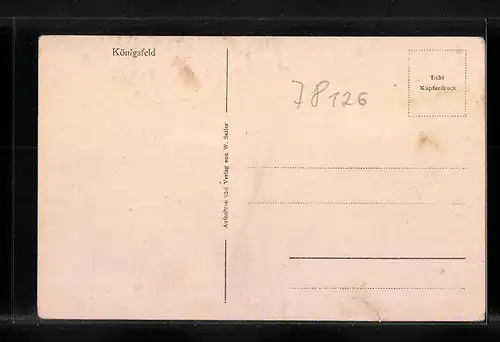 Königsfeld
78126
Echt
Kupferdruck
Aufnahme und Verlag von W. Seiler